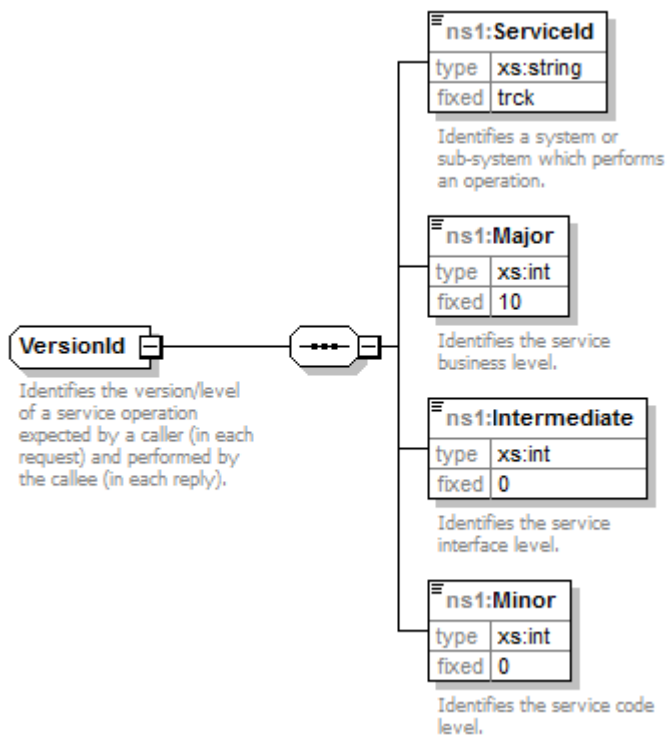 ns1:ServiceId
type xs:string
fixed trck
Identifies a system or
sub-system which performs
an operation.
ns1:Major
type xs:int
fixed 10
Identifies the service
business level.
VersionId
Identifies the version/level
of a service operation
expected by a caller (in each
request) and performed by
the callee (in each reply).
ns1:Intermediate
type xs:int
fixed 0
Identifies the service
interface level.
ns1:Minor
type xs:int
fixed 0
Identifies the service code
level.